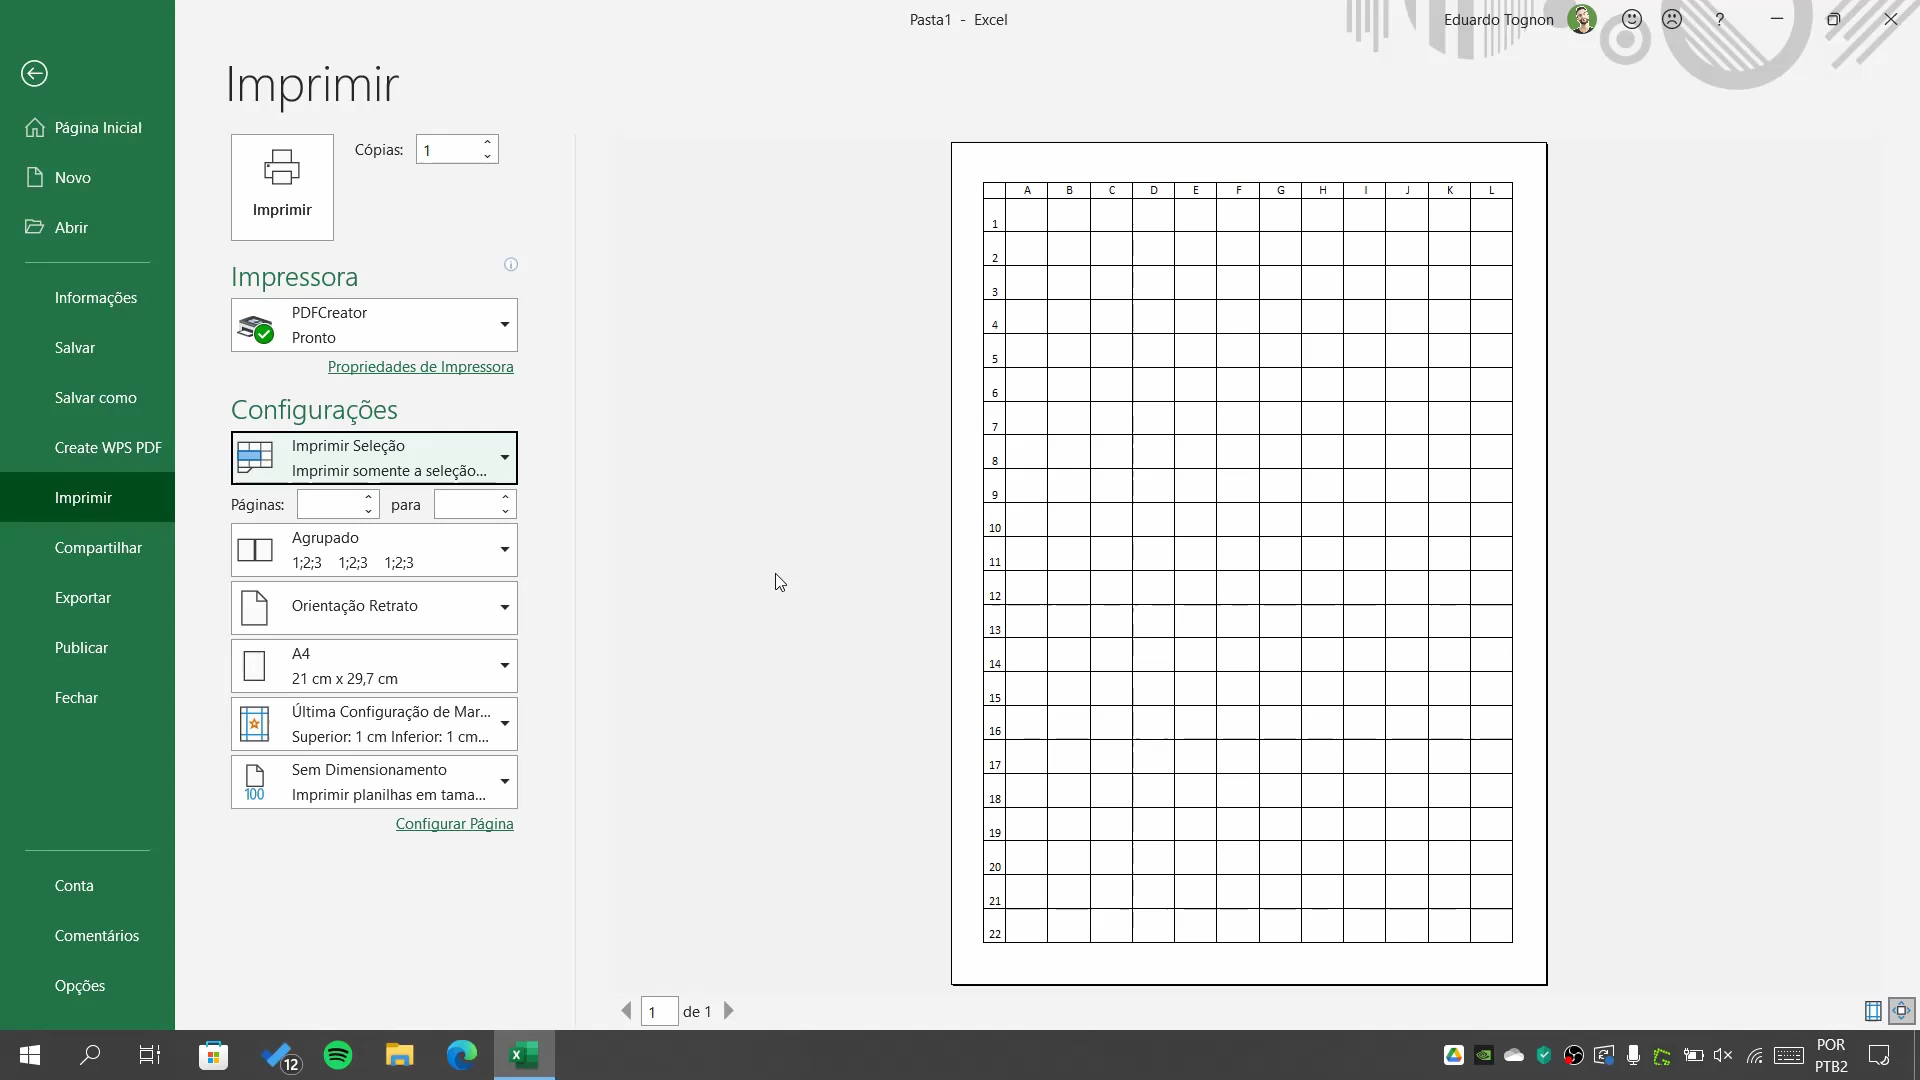 Pasta1 - Excel
Eduardo Tognon
?
Imprimir
Página Inicial
Novo
Abrir
Informações
Salvar
Salvar como
Create WPS PDF
Imprimir
Compartilhar
Exportar
Publicar
Fechar
Conta
Comentários
Opções
Imprimir
Cópias: 1
Impressora
PDFCreator
Pronto
Propriedades de Impressora
Configurações
Imprimir Seleção
Imprimir somente a seleção...
Páginas: para
Agrupado
1;2;3 1;2;3 1;2;3
Orientação Retrato
A4
21 cm x 29,7 cm
Última Configuração de Mar...
Superior: 1 cm Inferior: 1 cm...
Sem Dimensionamento
100
Imprimir planilhas em tama...
Configurar Página
A B C D E F G H I J K L
1
2
3
4
5
6
7
8
9
10
11
12
13
14
15
16
17
18
19
20
21
22
1 de 1
12
POR
PTB2